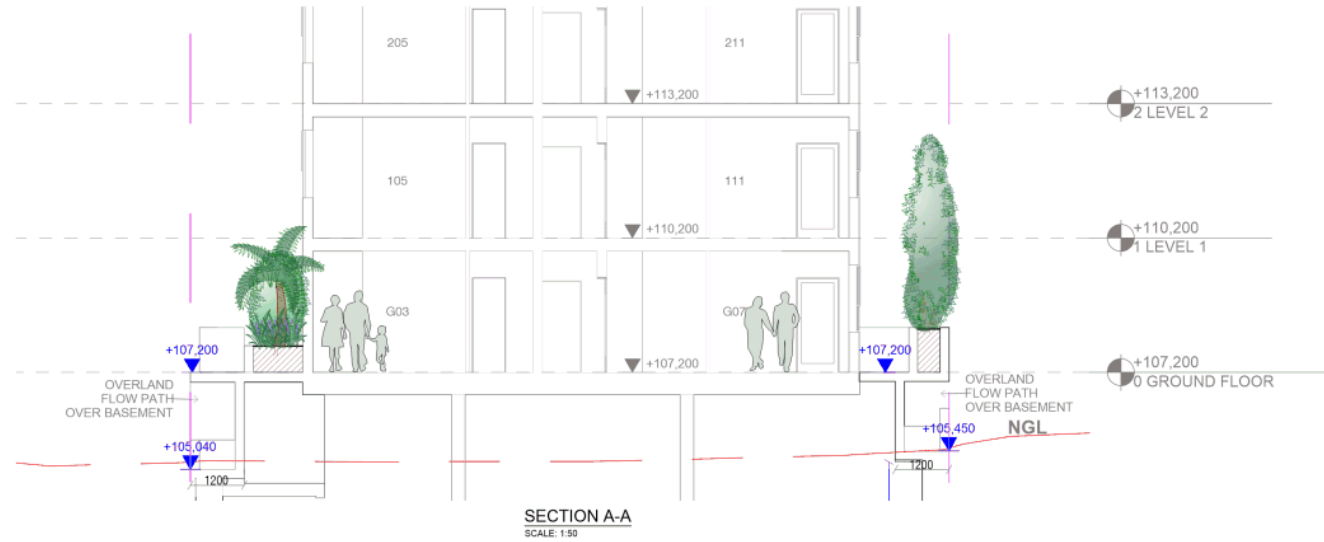 205
211
+113,200
+113,200
2 LEVEL 2
105
111
+110,200
+110,200
1 LEVEL 1
G03
G07
+107,200
+107,200
+107,200
+107,200
0 GROUND FLOOR
OVERLAND
FLOW PATH
OVER BASEMENT
OVERLAND
FLOW PATH
OVER BASEMENT
NGL
+105,040
+105,450
1200
1200
SECTION A-A
SCALE: 1:50